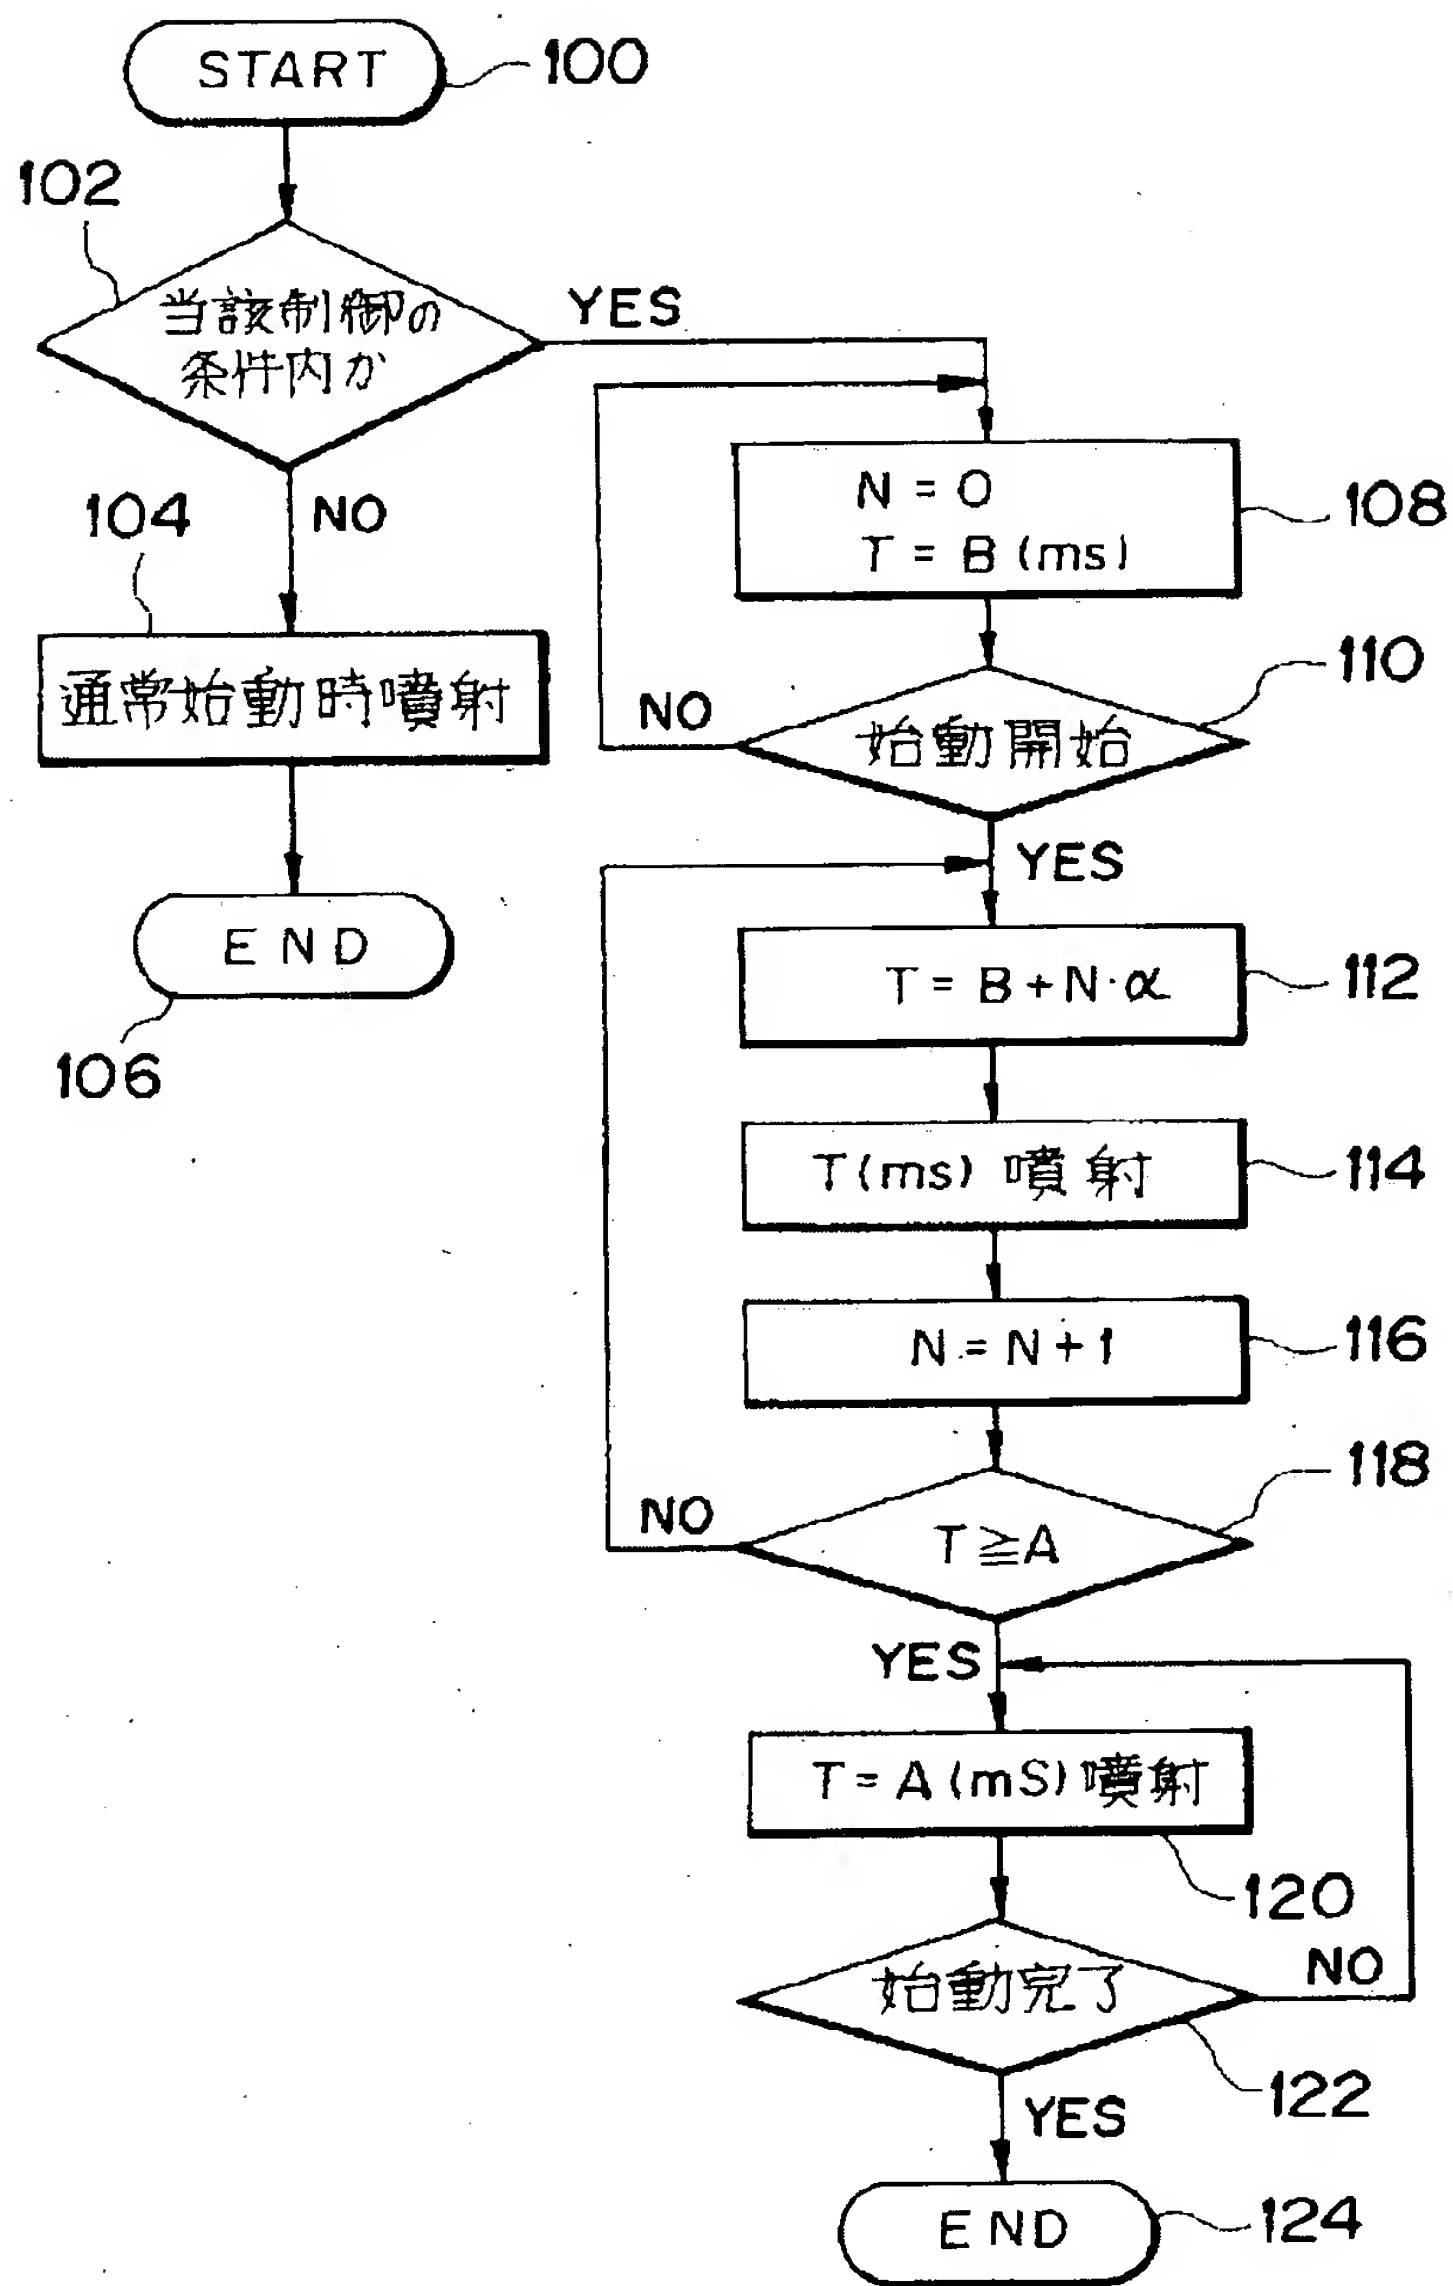 START
100
102
当該制御の
条件内か
YES
NO
104
通常始動時噴射
END
106
N = 0
T = B (ms)
108
110
始動開始
NO
YES
T = B + N・α
112
T (ms) 噴射
114
N = N + 1
116
118
T ≧ A
NO
YES
T = A (mS) 噴射
120
始動完了
NO
122
YES
END
124